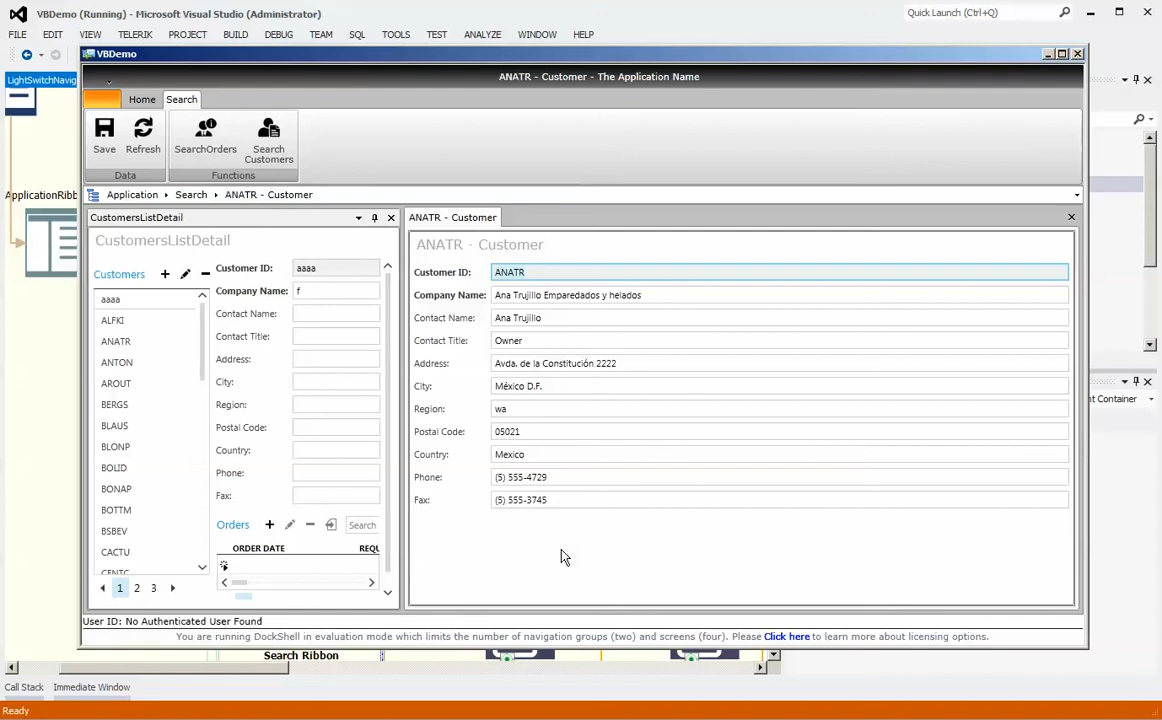 VBDemo (Running) - Microsoft Visual Studio (Administrator)
Quick Launch (Ctrl+Q)
FILE EDIT VIEW TELERIK PROJECT BUILD DEBUG TEAM SQL TOOLS TEST ANALYZE WINDOW HELP
VBDemo
LightSwitchNavig
ANATR - Customer - The Application Name
Home Search
Save Refresh SearchOrders Search Customers
Data Functions
ApplicationRibb
Application Search ANATR - Customer
CustomersListDetail
ANATR - Customer
CustomersListDetail
Customers
aaaa
ALFKI
ANATR
ANTON
AROUT
BERGS
BLAUS
BLONP
BOLID
BONAP
BOTTM
BSBEV
CACTU
CENTC
1 2 3
Customer ID: aaaa
Company Name: f
Contact Name:
Contact Title:
Address:
City:
Region:
Postal Code:
Country:
Phone:
Fax:
Orders Search
ORDER DATE REQU
ANATR - Customer
Customer ID: ANATR
Company Name: Ana Trujillo Emparedados y helados
Contact Name: Ana Trujillo
Contact Title: Owner
Address: Avda. de la Constitución 2222
City: México D.F.
Region: wa
Postal Code: 05021
Country: Mexico
Phone: (5) 555-4729
Fax: (5) 555-3745
nt Container
User ID: No Authenticated User Found
You are running DockShell in evaluation mode which limits the number of navigation groups (two) and screens (four). Please Click here to learn more about licensing options.
Search Ribbon
Call Stack Immediate Window
Ready